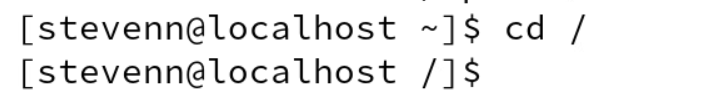 [stevenn@localhost ~]$ cd /
[stevenn@localhost /]$